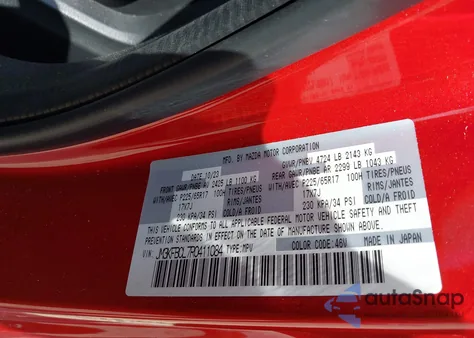 MFD. BY MAZDA MOTOR CORPORATION
DATE 10/23 GVWR/PNBV 4724 LB 2143 KG
FRONT GAWR/PNBE AV 2425 LB 1100 KG REAR GAWR/PNBE AR 2299 LB 1043 KG
WITH/AVEC P225/65R17 100H TIRES/PNEUS WITH/AVEC P225/65R17 100H TIRES/PNEUS
17X7J RIMS/JANTES 17X7J RIMS/JANTES
230 KPA/34 PSI COLD/A FROID 230 KPA/34 PSI COLD/A FROID
THIS VEHICLE CONFORMS TO ALL APPLICABLE FEDERAL MOTOR VEHICLE SAFETY AND THEFT
PREVENTION STANDARDS IN EFFECT ON THE DATE OF MANUFACTURE SHOWN ABOVE.
JM3KFBCL7R0411084 TYPE:MPV COLOR CODE: 46V MADE IN JAPAN
autoSnap